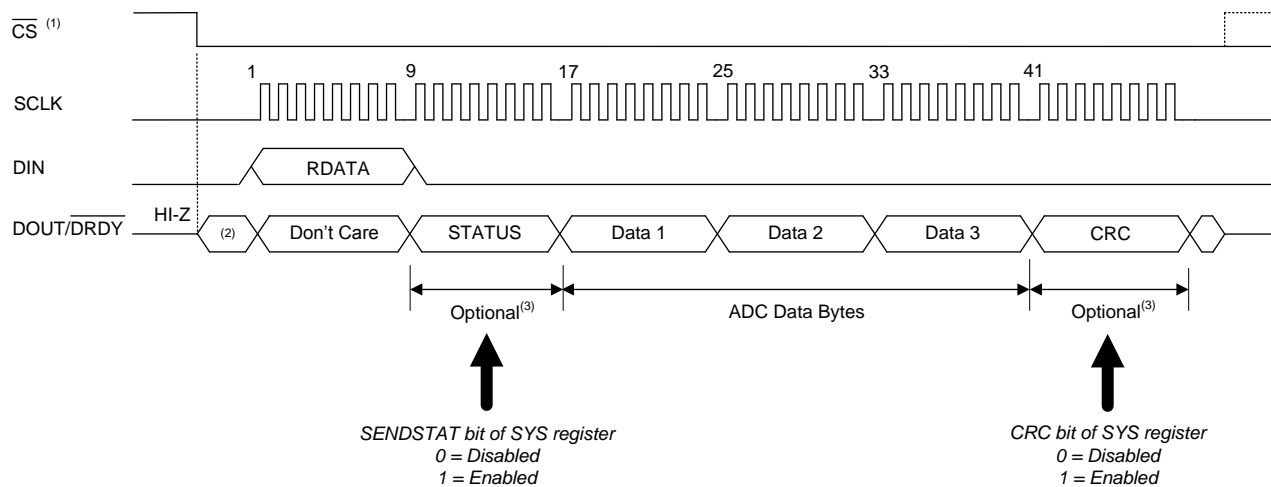 CS (1)
1 9 17 25 33 41
SCLK
DIN RDATA
DOUT/DRDY HI-Z (2) Don't Care STATUS Data 1 Data 2 Data 3 CRC
Optional(3) ADC Data Bytes Optional(3)
SENDSTAT bit of SYS register
0 = Disabled
1 = Enabled
CRC bit of SYS register
0 = Disabled
1 = Enabled